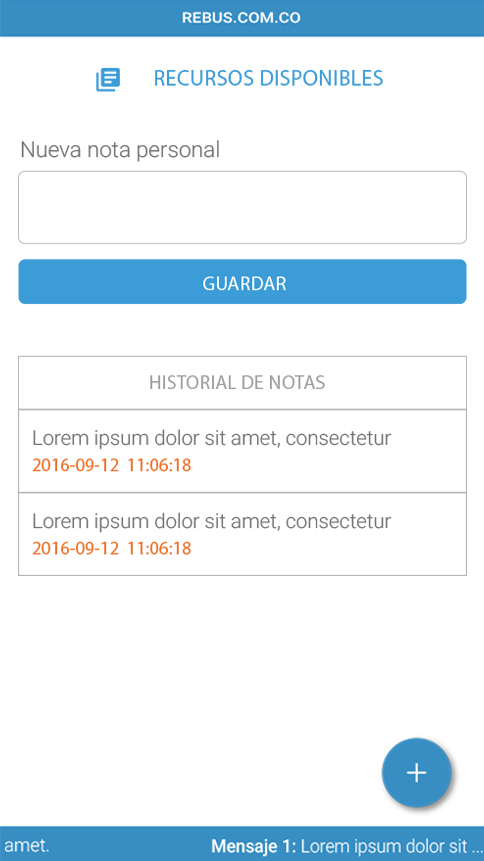 REBUS.COM.CO
RECURSOS DISPONIBLES
Nueva nota personal
GUARDAR
HISTORIAL DE NOTAS
Lorem ipsum dolor sit amet, consectetur
2016-09-12 11:06:18
Lorem ipsum dolor sit amet, consectetur
2016-09-12 11:06:18
+
amet. Mensaje 1: Lorem ipsum dolor sit ...